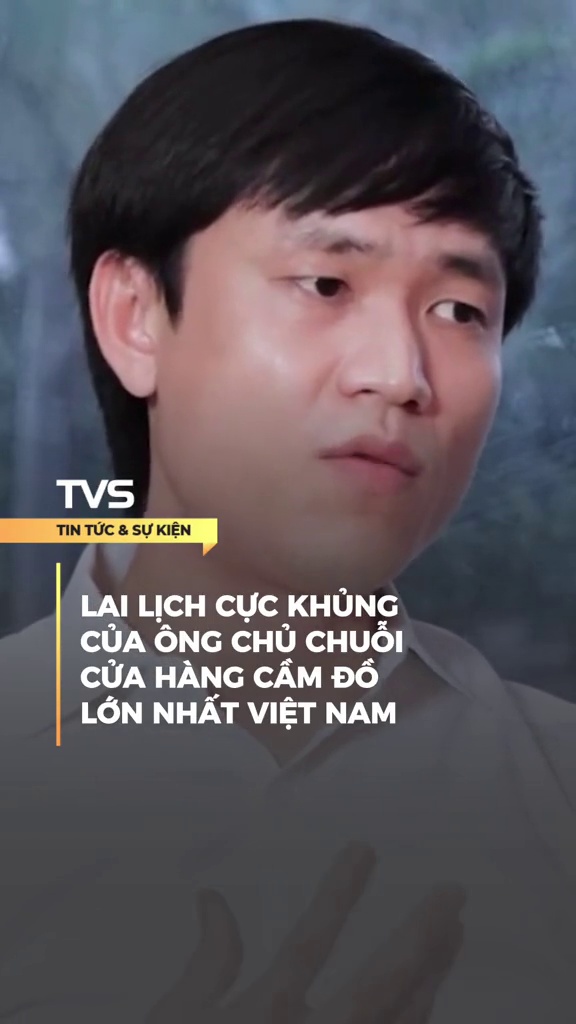 TVS
TIN TỨC & SỰ KIỆN
LAI LỊCH CỰC KHỦNG
CỦA ÔNG CHỦ CHUỖI
CỬA HÀNG CẦM ĐỒ
LỚN NHẤT VIỆT NAM